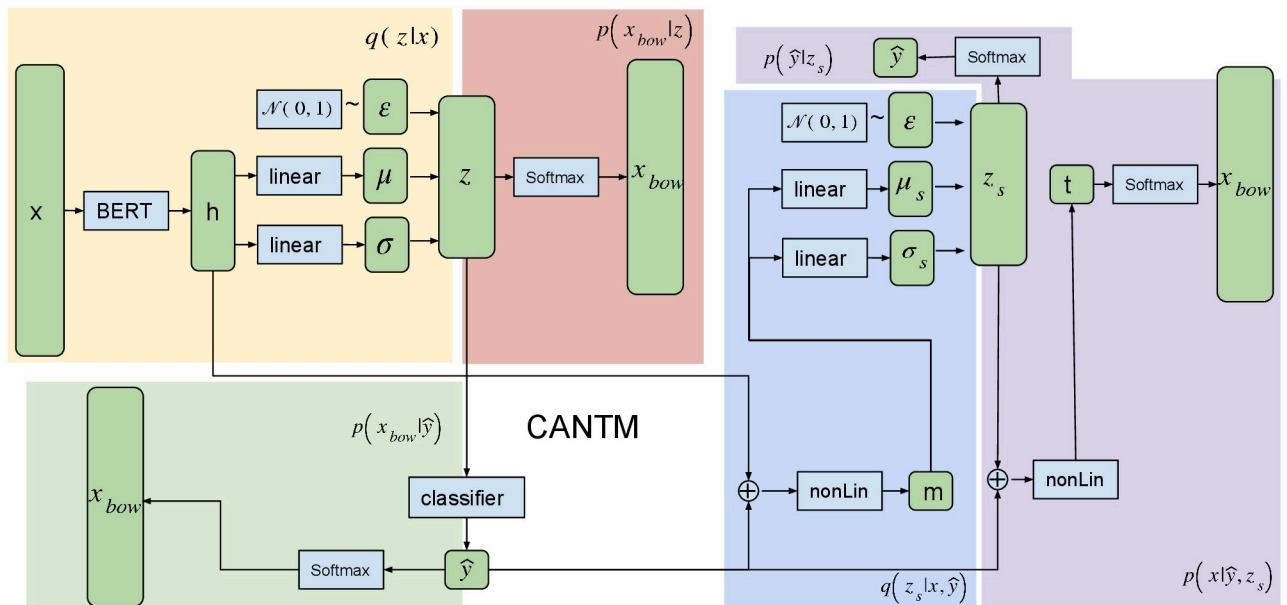 q( z|x)
p( x_bow|z)
x
BERT
h
𝒩( 0, 1)
~
ε
linear
μ
linear
σ
z
Softmax
x_bow
p( ŷ|z_s)
ŷ
Softmax
𝒩( 0, 1)
~
ε
linear
μ_s
linear
σ_s
z_s
t
Softmax
x_bow
p( x_bow|ŷ)
x_bow
CANTM
classifier
Softmax
ŷ
⊕
nonLin
m
q( z_s|x, ŷ)
⊕
nonLin
p( x|ŷ, z_s)